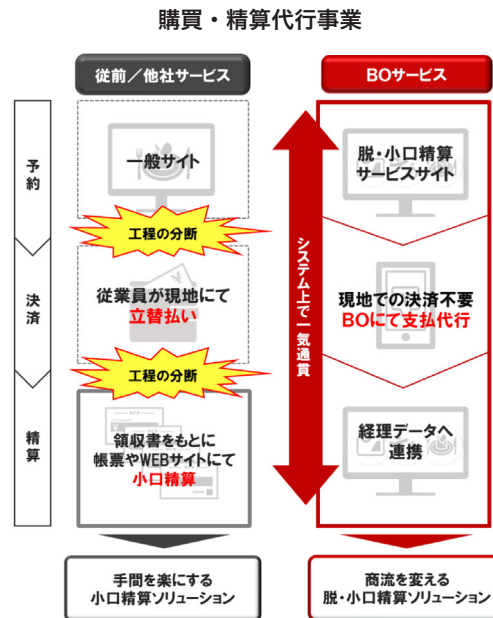 購買・精算代行事業
従前／他社サービス
BOサービス
予約
決済
精算
一般サイト
工程の分断
従業員が現地にて
立替払い
工程の分断
領収書をもとに
帳票やWEBサイトにて
小口精算
手間を楽にする
小口精算ソリューション
システム上で一気通貫
脱・小口精算
サービスサイト
現地での決済不要
BOにて支払代行
経理データへ
連携
商流を変える
脱・小口精算ソリューション